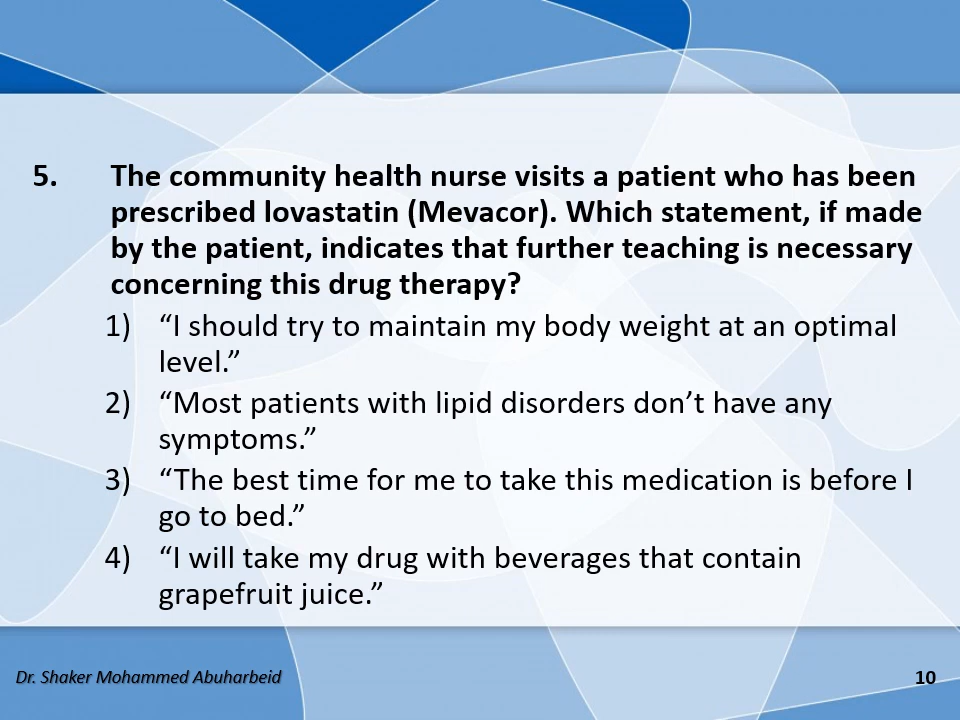 5. The community health nurse visits a patient who has been
prescribed lovastatin (Mevacor). Which statement, if made
by the patient, indicates that further teaching is necessary
concerning this drug therapy?
1) “I should try to maintain my body weight at an optimal
level.”
2) “Most patients with lipid disorders don’t have any
symptoms.”
3) “The best time for me to take this medication is before I
go to bed.”
4) “I will take my drug with beverages that contain
grapefruit juice.”
Dr. Shaker Mohammed Abuharbeid
10